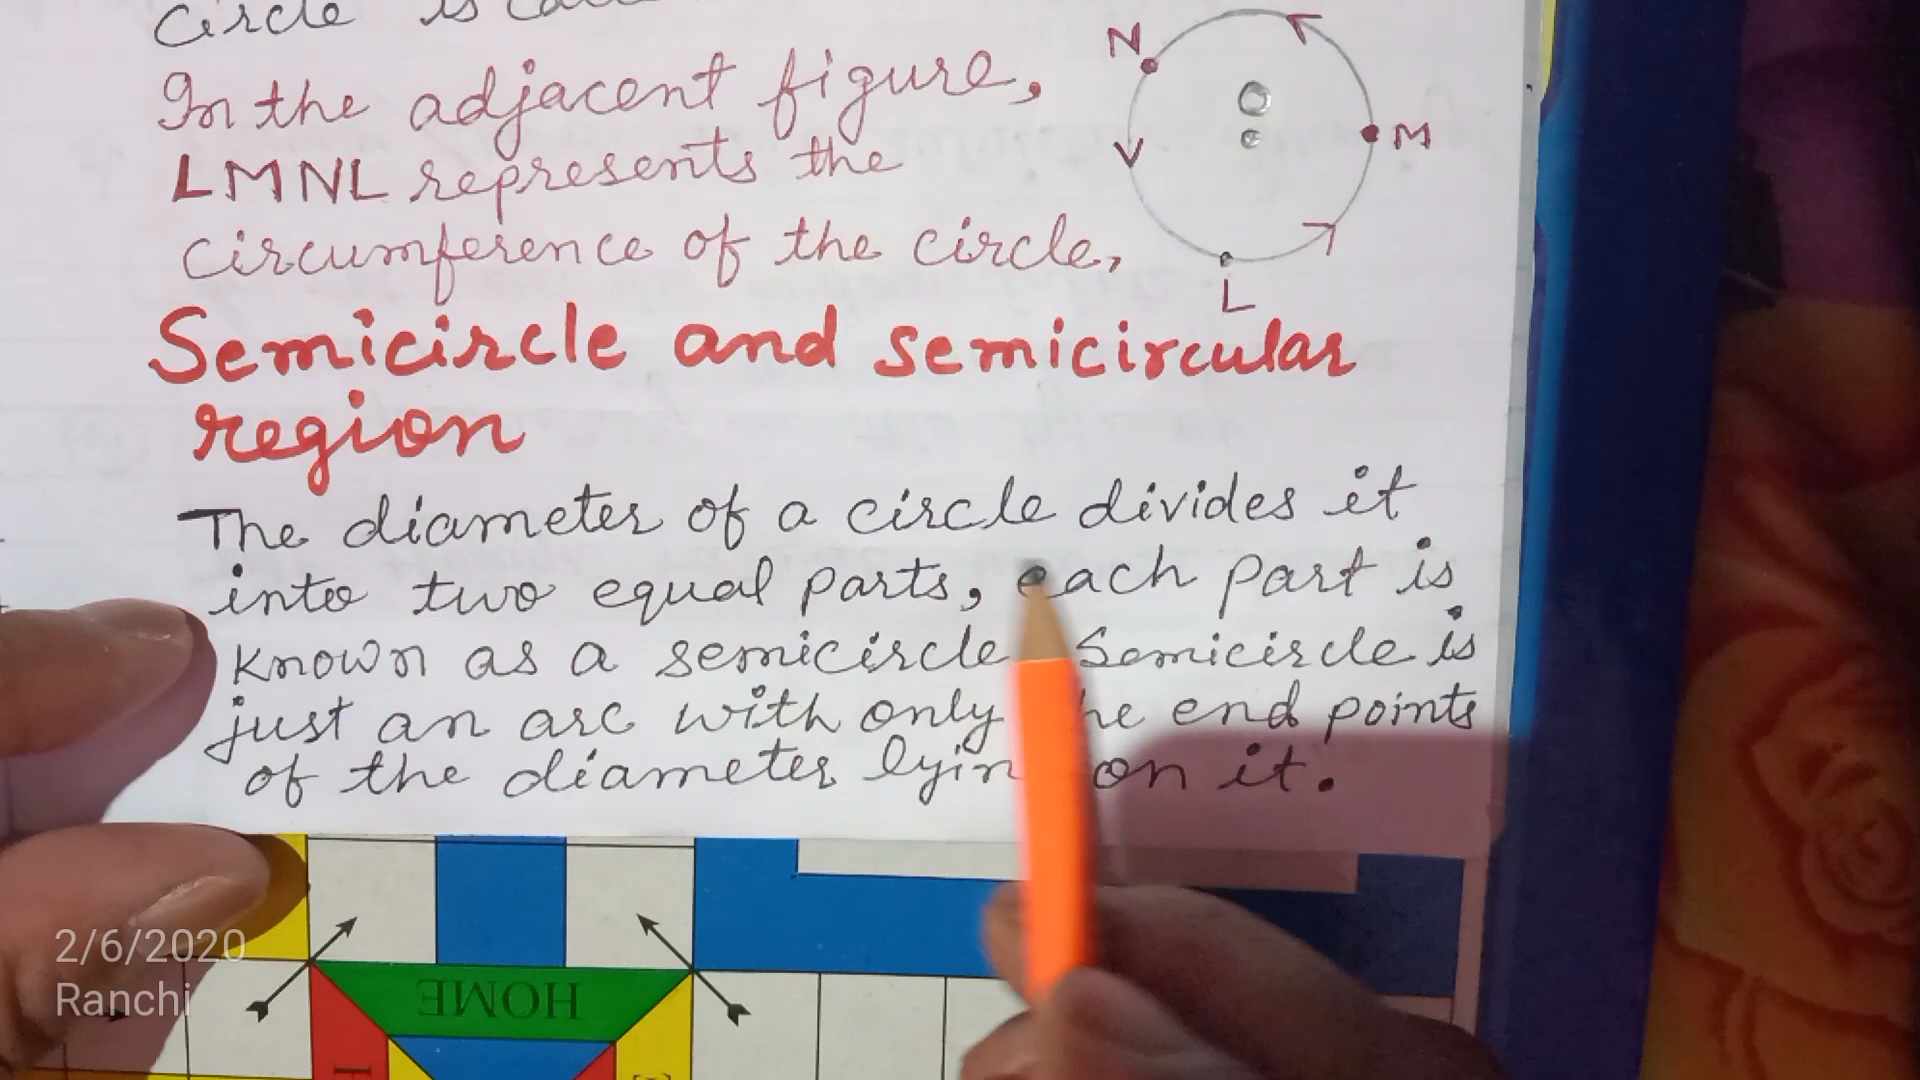 Circle is
In the adjacent figure,
LMNL represents the
circumference of the circle,
N
O
M
L
Semicircle and semicircular
region
The diameter of a circle divides it
into two equal parts, each part is
known as a semicircle Semicircle is
just an arc with only the end points
of the diameter lying on it.
HOME
2/6/2020
Ranchi